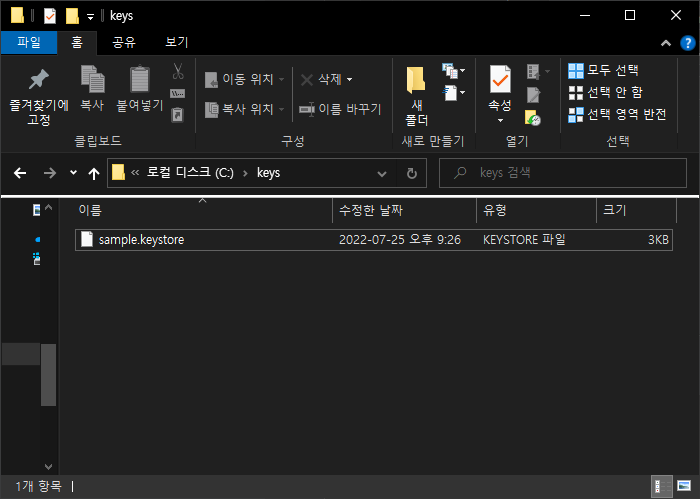 keys
파일 홈 공유 보기
즐겨찾기에 고정
복사
붙여넣기
이동 위치
복사 위치
삭제
이름 바꾸기
새 폴더
속성
모두 선택
선택 안 함
선택 영역 반전
클립보드 구성 새로 만들기 열기 선택
로컬 디스크 (C:) keys
keys 검색
이름 수정한 날짜 유형 크기
sample.keystore 2022-07-25 오후 9:26 KEYSTORE 파일 3KB
1개 항목